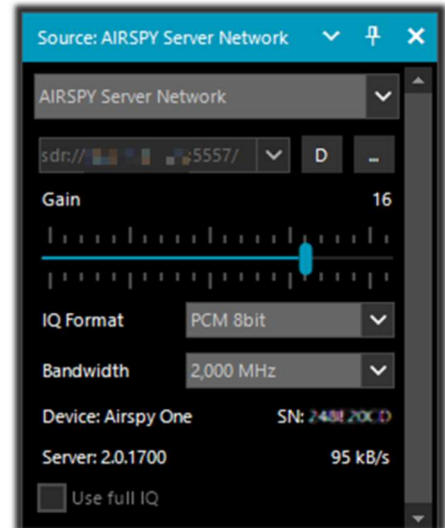 Source: AIRSPY Server Network
AIRSPY Server Network
sdr:// :5557/ D ...
Gain 16
IQ Format PCM 8bit
Bandwidth 2,000 MHz
Device: Airspy One SN:
Server: 2.0.1700 95 kB/s
Use full IQ